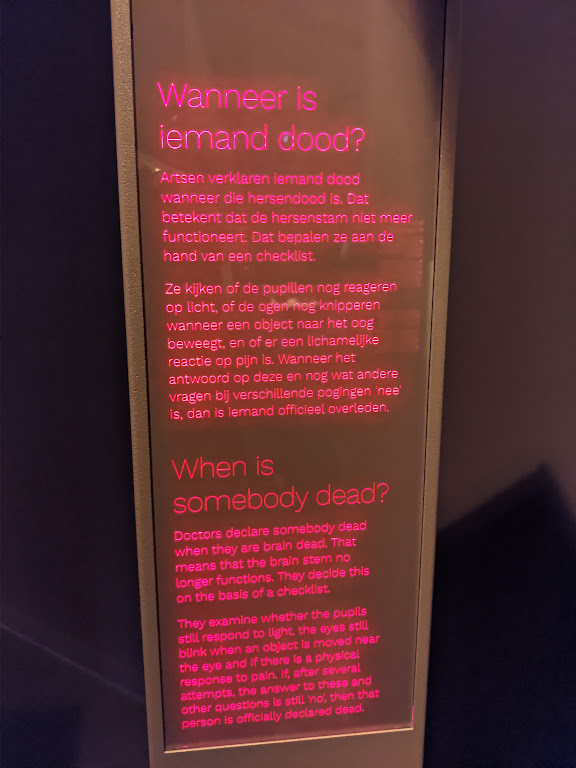 Wanneer is
iemand dood?
Artsen verklaren iemand dood
wanneer die hersendood is. Dat
betekent dat de hersenstam niet meer
functioneert. Dat bepalen ze aan de
hand van een checklist.
Ze kijken of de pupillen nog reageren
op licht, of de ogen nog knipperen
wanneer een object naar het oog
beweegt, en of er een lichamelijke
reactie op pijn is. Wanneer het
antwoord op deze en nog wat andere
vragen bij verschillende pogingen 'nee'
is, dan is iemand officieel overleden.
When is
somebody dead?
Doctors declare somebody dead
when they are brain dead. That
means that the brain stem no
longer functions. They decide this
on the basis of a checklist.
They examine whether the pupils
still respond to light, the eyes still
blink when an object is moved near
the eye and if there is a physical
response to pain. If, after several
attempts, the answer to these and
other questions is still 'no', then that
person is officially declared dead.